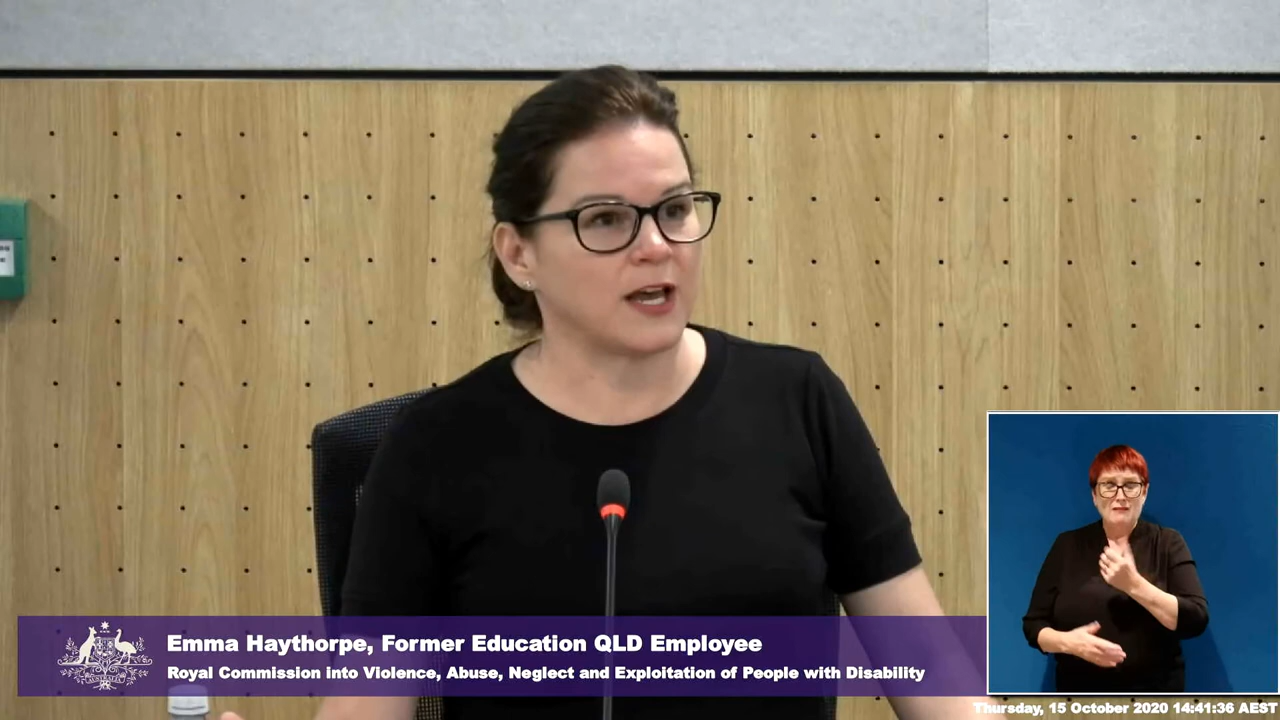 Emma Haythorpe, Former Education QLD Employee
Royal Commission into Violence, Abuse, Neglect and Exploitation of People with Disability
Thursday, 15 October 2020 14:41:36 AEST